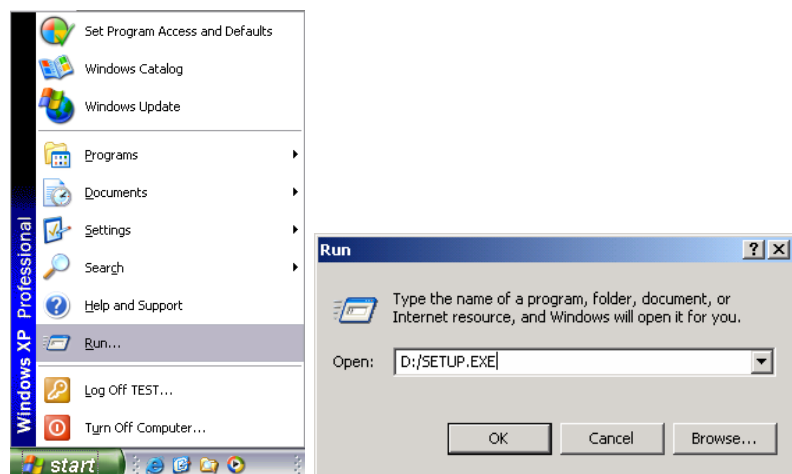 Set Program Access and Defaults
Windows Catalog
Windows Update
Programs
Documents
Settings
Search
Help and Support
Run...
Log Off TEST...
Turn Off Computer...
Windows XP Professional
start
Run
Type the name of a program, folder, document, or
Internet resource, and Windows will open it for you.
Open: D:/SETUP.EXE
OK Cancel Browse...